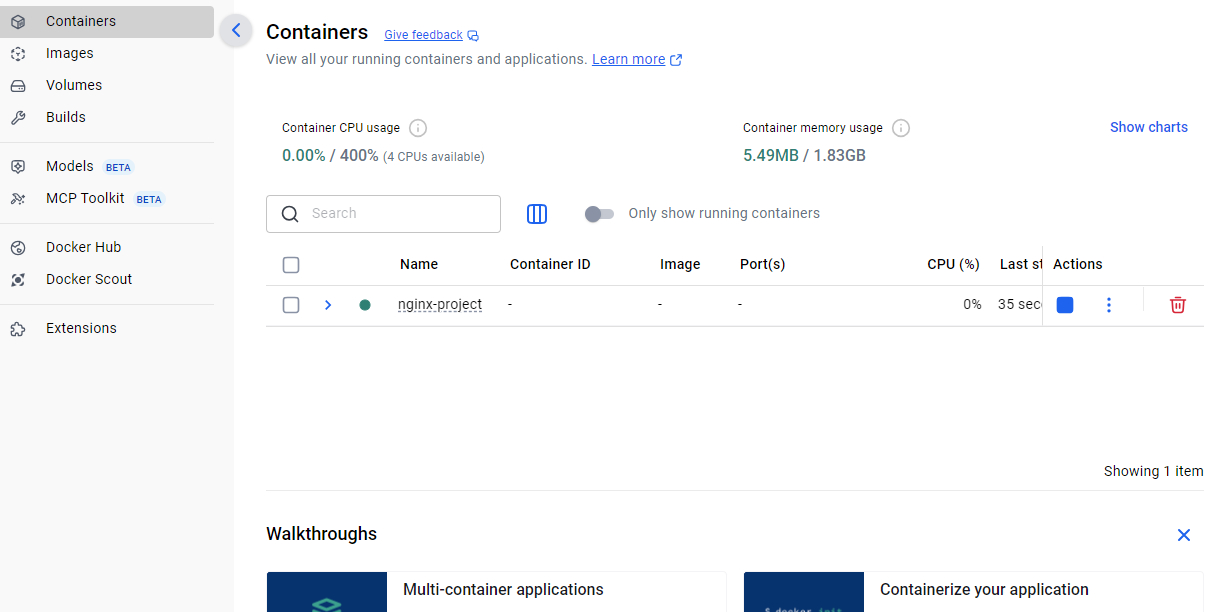 Containers
Images
Volumes
Builds
Models BETA
MCP Toolkit BETA
Docker Hub
Docker Scout
Extensions
Containers Give feedback
View all your running containers and applications. Learn more
Container CPU usage
0.00% / 400% (4 CPUs available)
Container memory usage
5.49MB / 1.83GB
Show charts
Search
Only show running containers
Name Container ID Image Port(s) CPU (%) Last st Actions
nginx-project - - - 0% 35 sec
Showing 1 item
Walkthroughs
Multi-container applications
$ docker init
Containerize your application